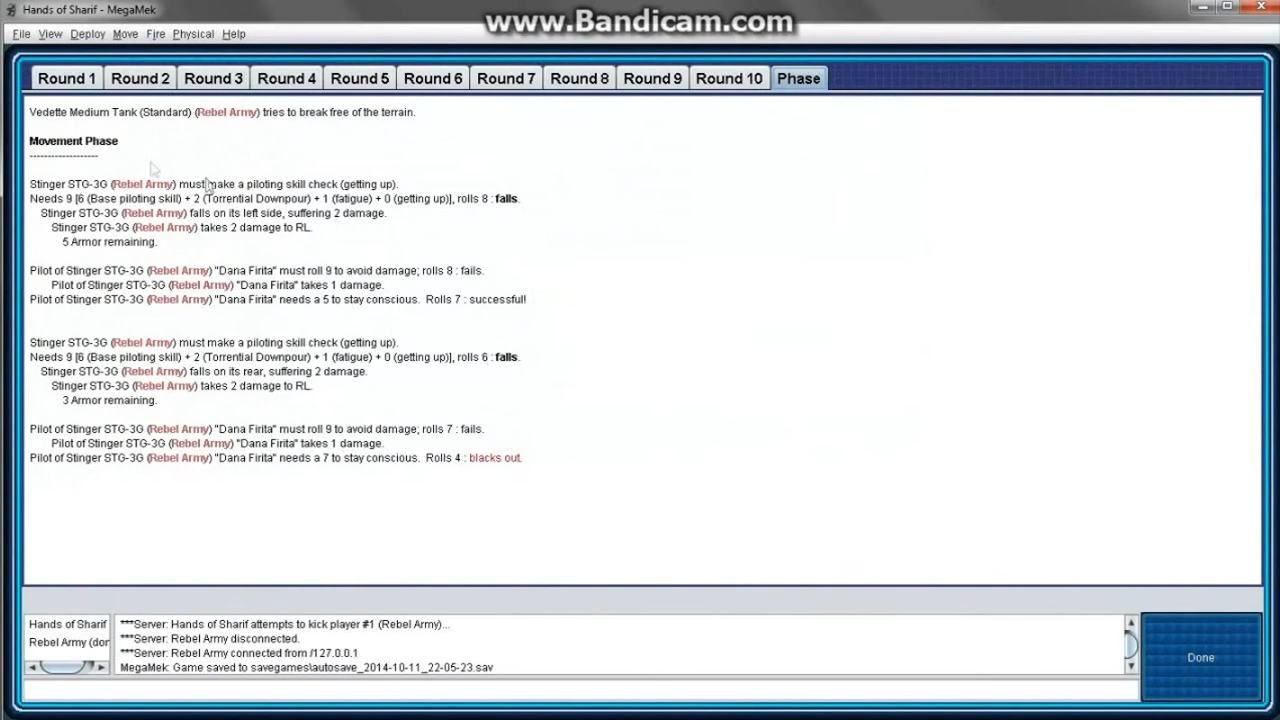 Hands of Sharif - MegaMek
www.Bandicam.com
File View Deploy Move Fire Physical Help
Round 1 Round 2 Round 3 Round 4 Round 5 Round 6 Round 7 Round 8 Round 9 Round 10 Phase
Vedette Medium Tank (Standard) (Rebel Army) tries to break free of the terrain.
Movement Phase
-------------------
Stinger STG-3G (Rebel Army) must make a piloting skill check (getting up).
Needs 9 [6 (Base piloting skill) + 2 (Torrential Downpour) + 1 (fatigue) + 0 (getting up)], rolls 8 : falls.
Stinger STG-3G (Rebel Army) falls on its left side, suffering 2 damage.
Stinger STG-3G (Rebel Army) takes 2 damage to RL.
5 Armor remaining.
Pilot of Stinger STG-3G (Rebel Army) "Dana Firita" must roll 9 to avoid damage; rolls 8 : fails.
Pilot of Stinger STG-3G (Rebel Army) "Dana Firita" takes 1 damage.
Pilot of Stinger STG-3G (Rebel Army) "Dana Firita" needs a 5 to stay conscious. Rolls 7 : successful!
Stinger STG-3G (Rebel Army) must make a piloting skill check (getting up).
Needs 9 [6 (Base piloting skill) + 2 (Torrential Downpour) + 1 (fatigue) + 0 (getting up)], rolls 6 : falls.
Stinger STG-3G (Rebel Army) falls on its rear, suffering 2 damage.
Stinger STG-3G (Rebel Army) takes 2 damage to RL.
3 Armor remaining.
Pilot of Stinger STG-3G (Rebel Army) "Dana Firita" must roll 9 to avoid damage; rolls 7 : fails.
Pilot of Stinger STG-3G (Rebel Army) "Dana Firita" takes 1 damage.
Pilot of Stinger STG-3G (Rebel Army) "Dana Firita" needs a 7 to stay conscious. Rolls 4 : blacks out.
Hands of Sharif
Rebel Army (dor
***Server: Hands of Sharif attempts to kick player #1 (Rebel Army)...
***Server: Rebel Army disconnected.
***Server: Rebel Army connected from /127.0.0.1
MegaMek: Game saved to savegames\autosave_2014-10-11_22-05-23.sav
Done